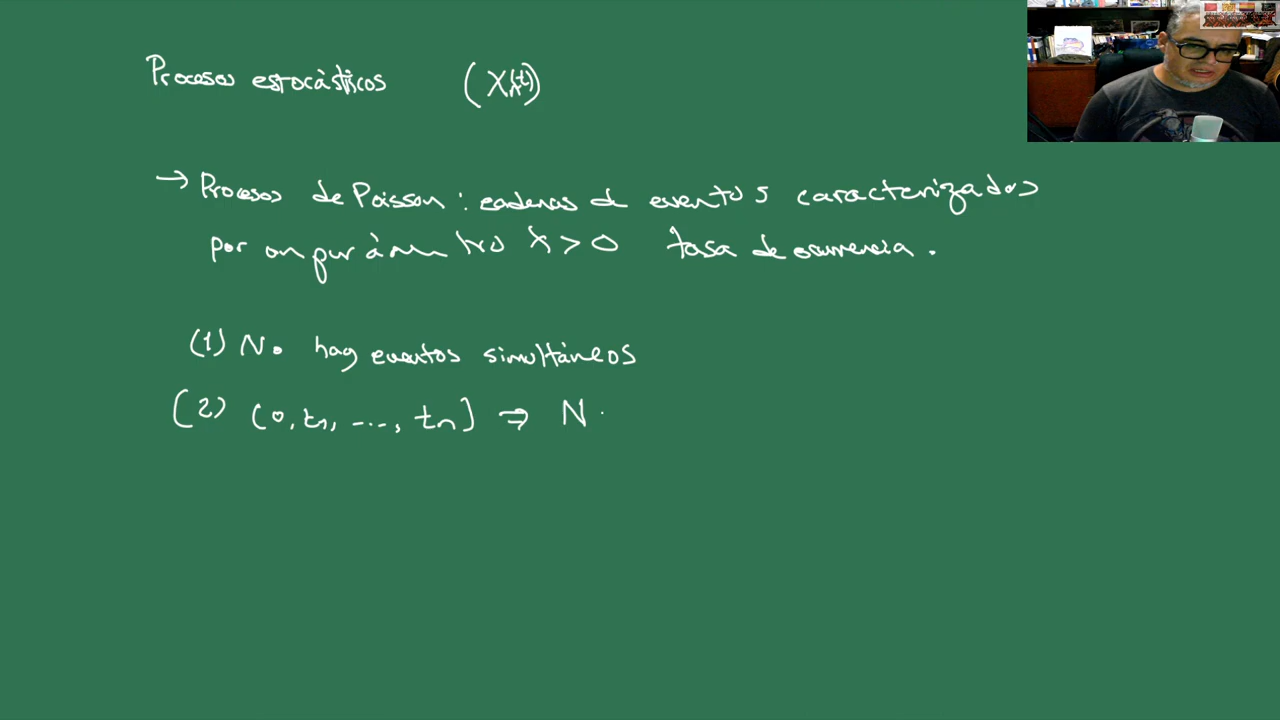 Procesos estocásticos (X(t))
→ Procesos de Poisson : cadenas de eventos caracterizados
por un parámetro λ > 0 tasa de ocurrencia .
(1) No hay eventos simultáneos
(2) (0, t1, ..., tn] ⇒ N